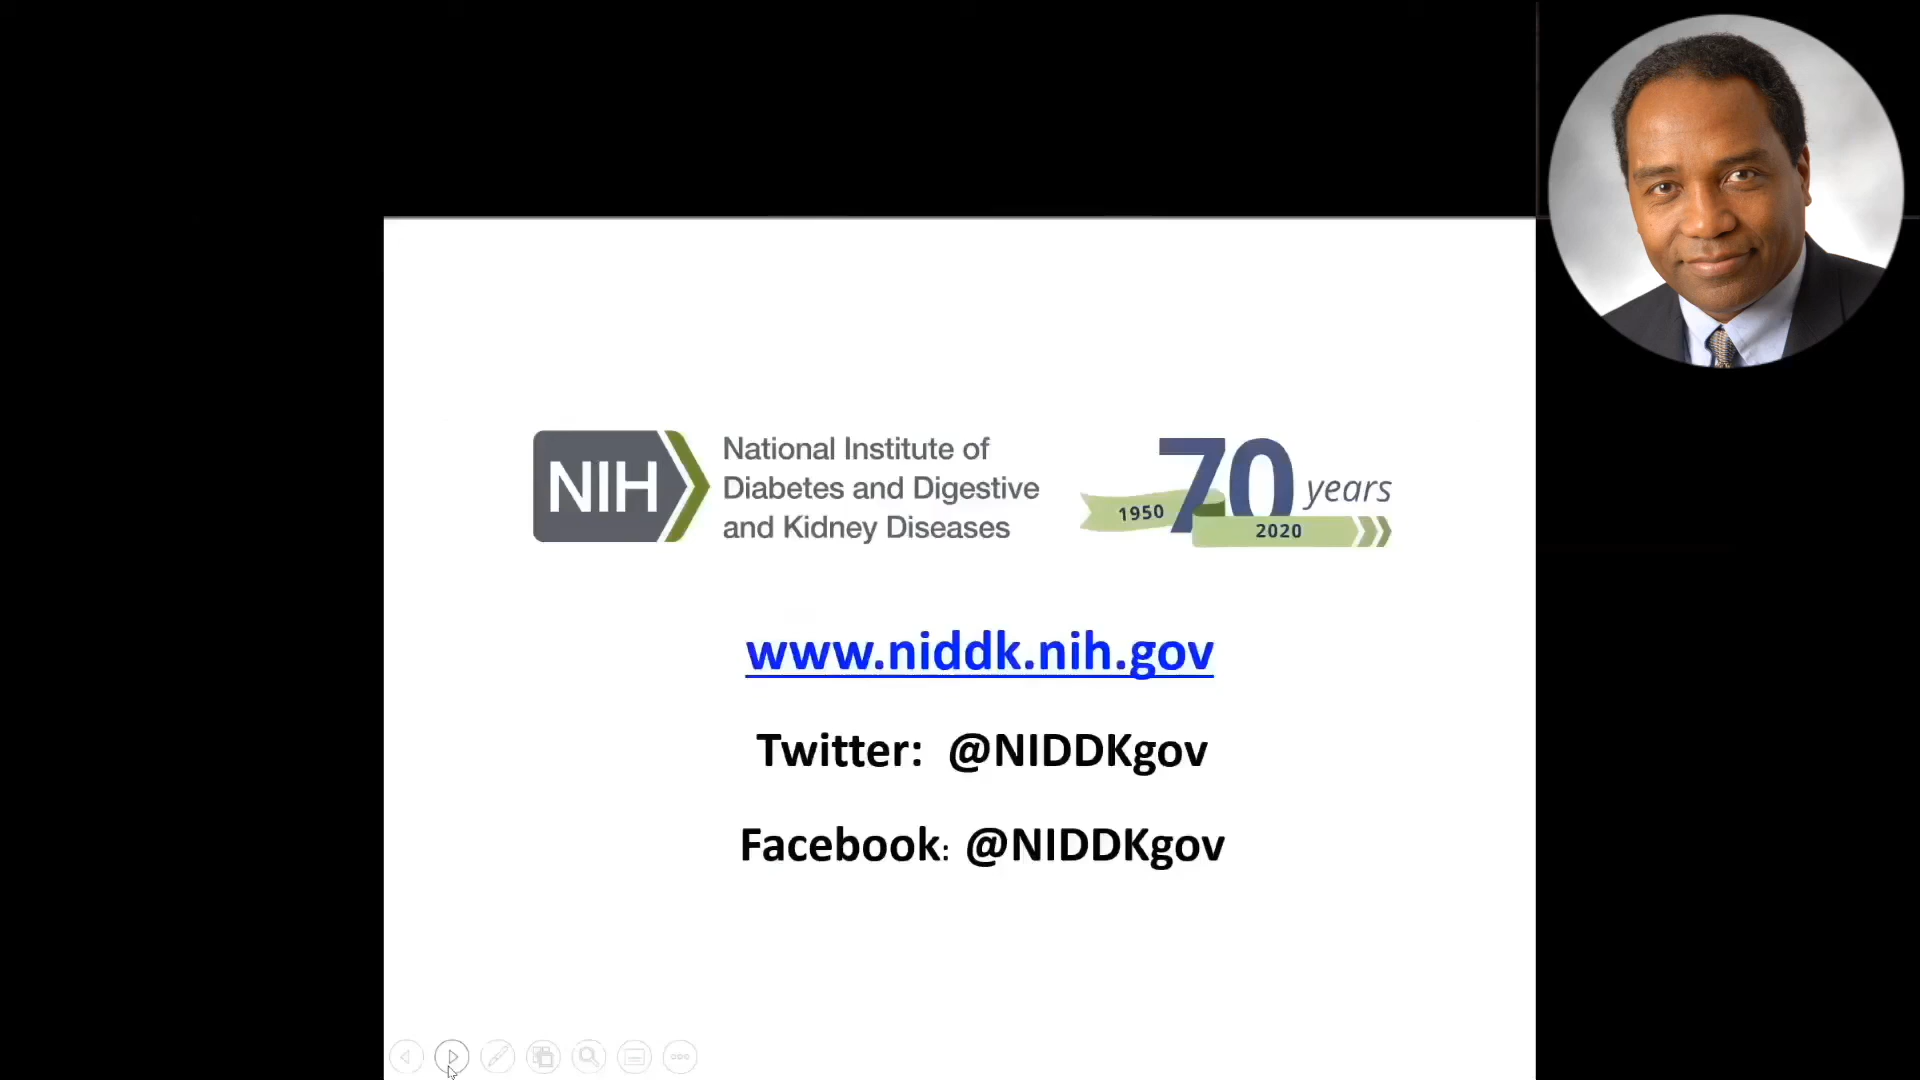 NIH
National Institute of
Diabetes and Digestive
and Kidney Diseases
70 years
1950
2020
www.niddk.nih.gov
Twitter: @NIDDKgov
Facebook: @NIDDKgov